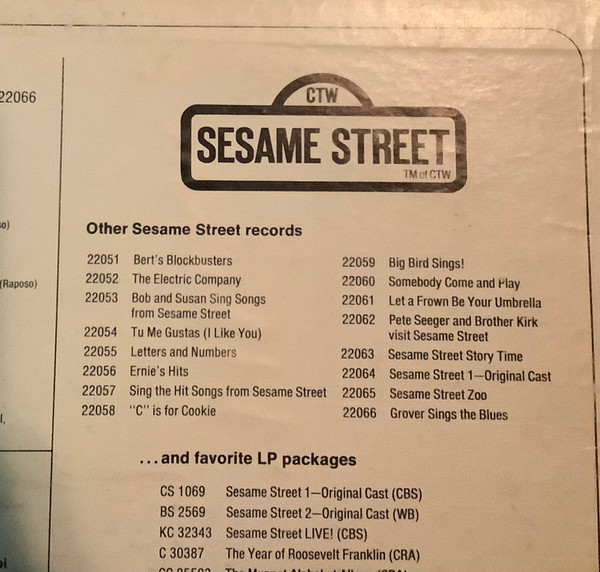 22066
CTW
SESAME STREET
TM of CTW
Other Sesame Street records
22051 Bert's Blockbusters
22052 The Electric Company
22053 Bob and Susan Sing Songs
from Sesame Street
22054 Tu Me Gustas (I Like You)
22055 Letters and Numbers
22056 Ernie's Hits
22057 Sing the Hit Songs from Sesame Street
22058 "C" is for Cookie
22059 Big Bird Sings!
22060 Somebody Come and Play
22061 Let a Frown Be Your Umbrella
22062 Pete Seeger and Brother Kirk
visit Sesame Street
22063 Sesame Street Story Time
22064 Sesame Street 1—Original Cast
22065 Sesame Street Zoo
22066 Grover Sings the Blues
(Raposo)
...and favorite LP packages
CS 1069 Sesame Street 1—Original Cast (CBS)
BS 2569 Sesame Street 2—Original Cast (WB)
KC 32343 Sesame Street LIVE! (CBS)
C 30387 The Year of Roosevelt Franklin (CRA)